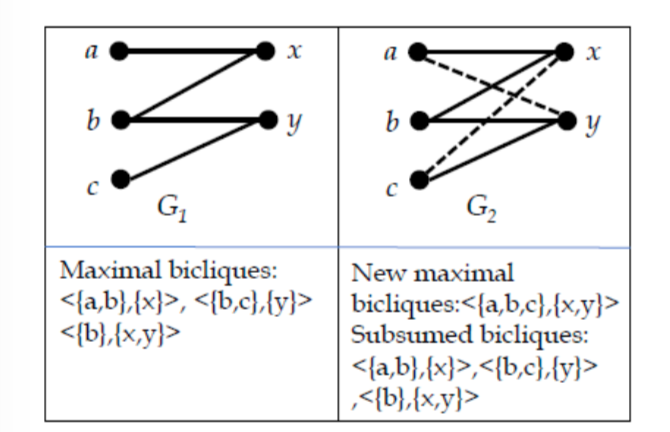 a x
b y
c
G1
a x
b y
c
G2
Maximal bicliques:
<{a,b},{x}>, <{b,c},{y}>
<{b},{x,y}>
New maximal
bicliques:<{a,b,c},{x,y}>
Subsumed bicliques:
<{a,b},{x}>,<{b,c},{y}>
,<{b},{x,y}>